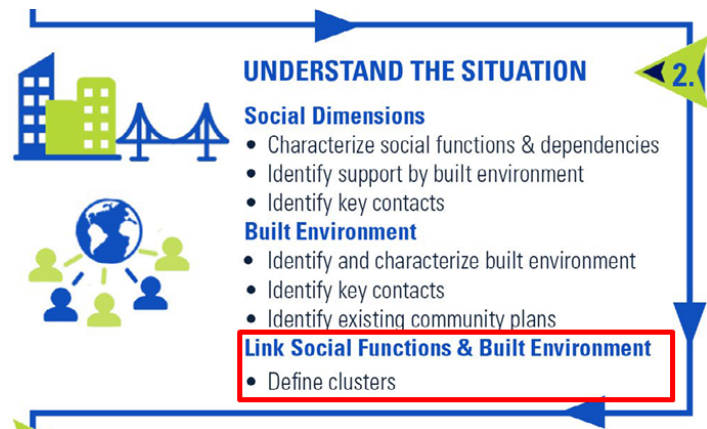 UNDERSTAND THE SITUATION
2.
Social Dimensions
• Characterize social functions & dependencies
• Identify support by built environment
• Identify key contacts
Built Environment
• Identify and characterize built environment
• Identify key contacts
• Identify existing community plans
Link Social Functions & Built Environment
• Define clusters